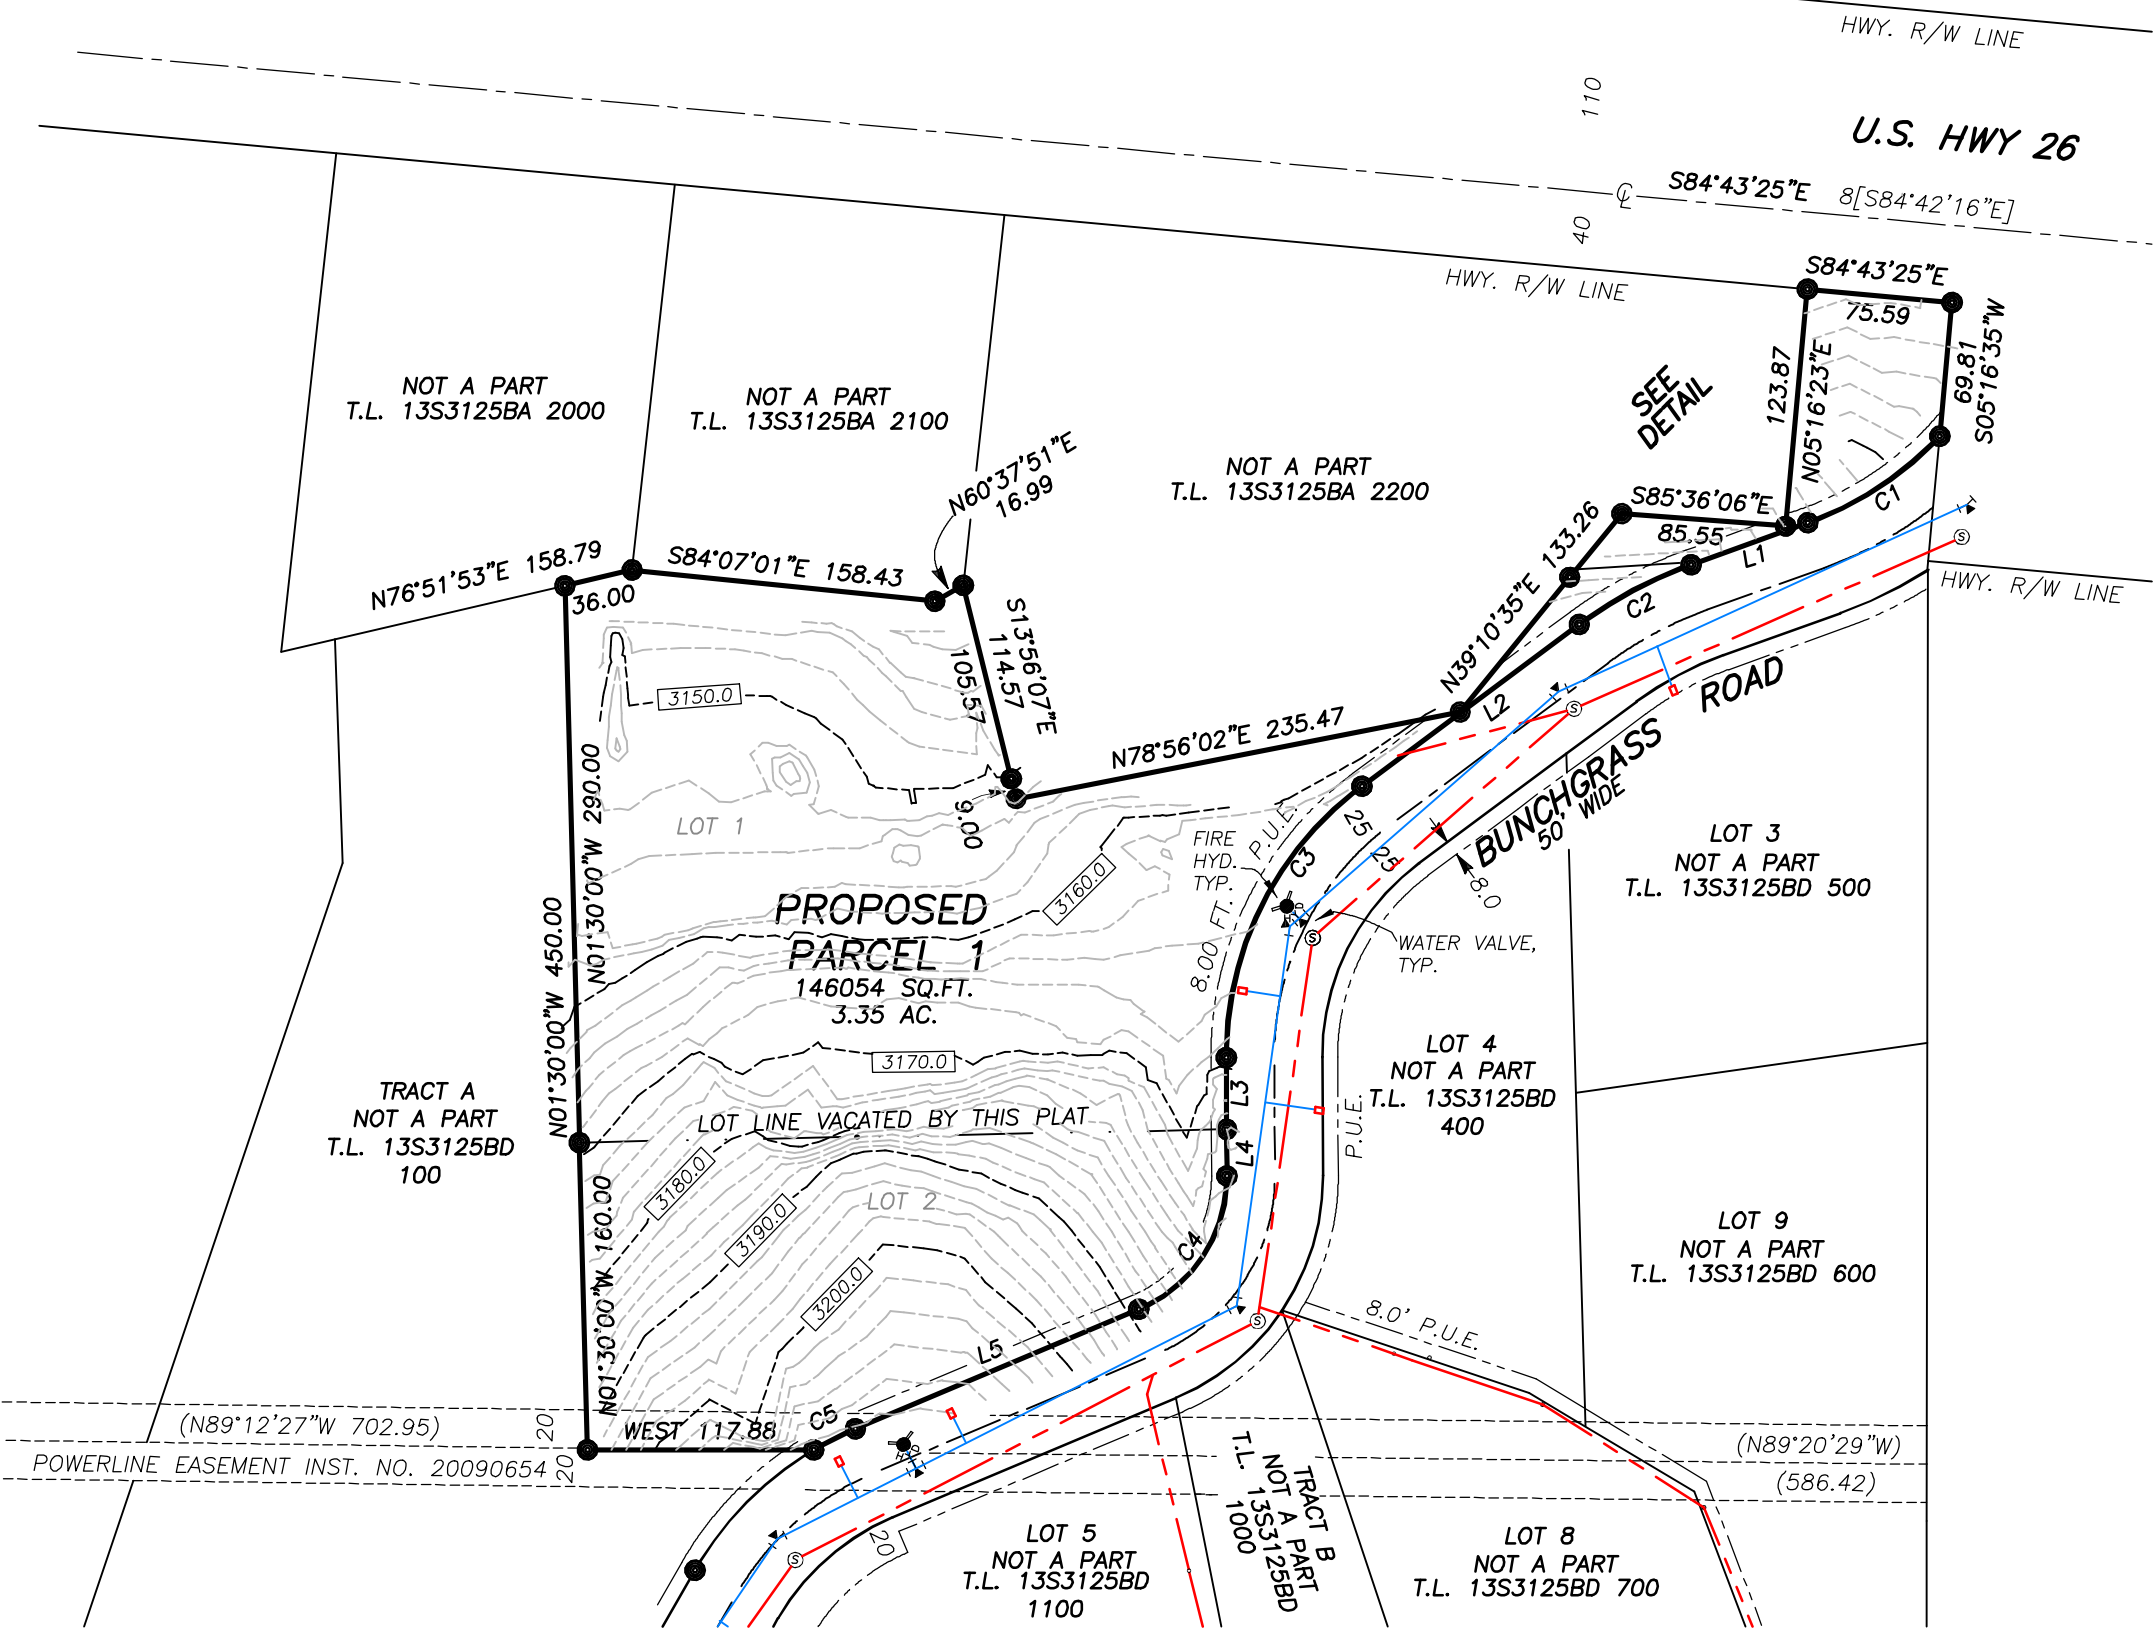 HWY. R/W LINE
110
U.S. HWY 26
S84°43'25"E 8[S84°42'16"E]
40
HWY. R/W LINE
S84°43'25"E
75.59
69.81
S05°16'35"W
123.87
N05°16'23"E
SEE
DETAIL
NOT A PART
T.L. 13S3125BA 2000
NOT A PART
T.L. 13S3125BA 2100
NOT A PART
T.L. 13S3125BA 2200
N60°37'51"E
16.99
S85°36'06"E
85.55
C1
L1
C2
N39°10'35"E 133.26
L2
HWY. R/W LINE
N76°51'53"E 158.79
36.00
S84°07'01"E 158.43
S13°56'07"E
114.57
105.57
9.00
N78°56'02"E 235.47
3150.0
BUNCHGRASS ROAD
50' WIDE
25
25
8.0
LOT 1
N01°30'00"W 290.00
N01°30'00"W 450.00
FIRE
HYD.
TYP.
8.00 FT. P.U.E.
C3
3160.0
PROPOSED
PARCEL 1
146054 SQ.FT.
3.35 AC.
WATER VALVE,
TYP.
HYD
LOT 3
NOT A PART
T.L. 13S3125BD 500
3170.0
LOT LINE VACATED BY THIS PLAT
L3
L4
LOT 4
NOT A PART
T.L. 13S3125BD
400
P.U.E.
TRACT A
NOT A PART
T.L. 13S3125BD
100
3180.0
3190.0
3200.0
LOT 2
N01°30'00"W 160.00
C4
LOT 9
NOT A PART
T.L. 13S3125BD 600
8.0' P.U.E.
L5
C5
WEST 117.88
HYD
(N89°12'27"W 702.95)
20
20
POWERLINE EASEMENT INST. NO. 20090654
(N89°20'29"W)
(586.42)
20
LOT 5
NOT A PART
T.L. 13S3125BD
1100
TRACT B
NOT A PART
T.L. 13S3125BD
1000
LOT 8
NOT A PART
T.L. 13S3125BD 700